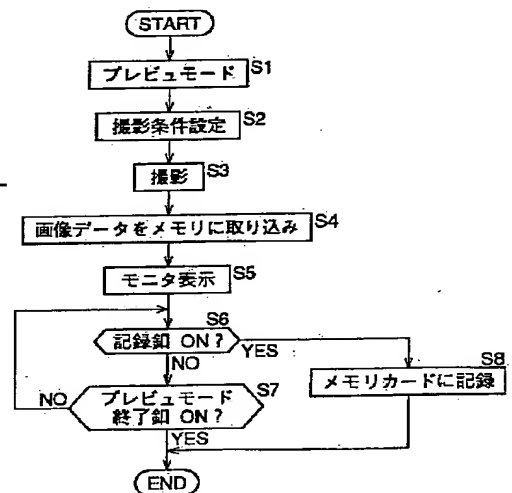 START
プレビュモード S1
撮影条件設定 S2
撮影 S3
画像データをメモリに取り込み S4
モニタ表示 S5
S6
記録釦 ON?
YES
NO
S8
メモリカードに記録
プレビュモード
終了釦 ON?
S7
NO
YES
END